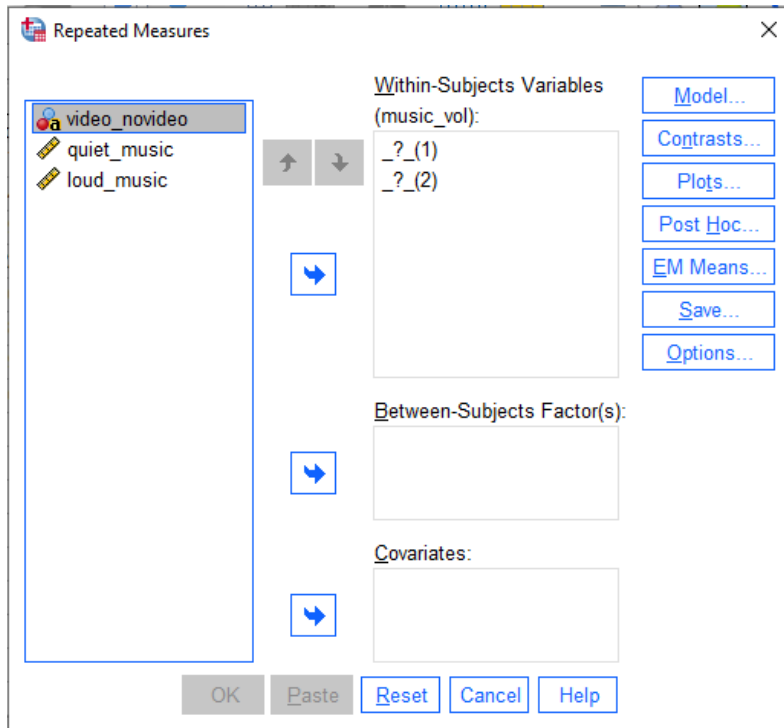 Repeated Measures
video_novideo
quiet_music
loud_music
Within-Subjects Variables
(music_vol):
_?_(1)
_?_(2)
Between-Subjects Factor(s):
Covariates:
Model...
Contrasts...
Plots...
Post Hoc...
EM Means...
Save...
Options...
OK Paste Reset Cancel Help